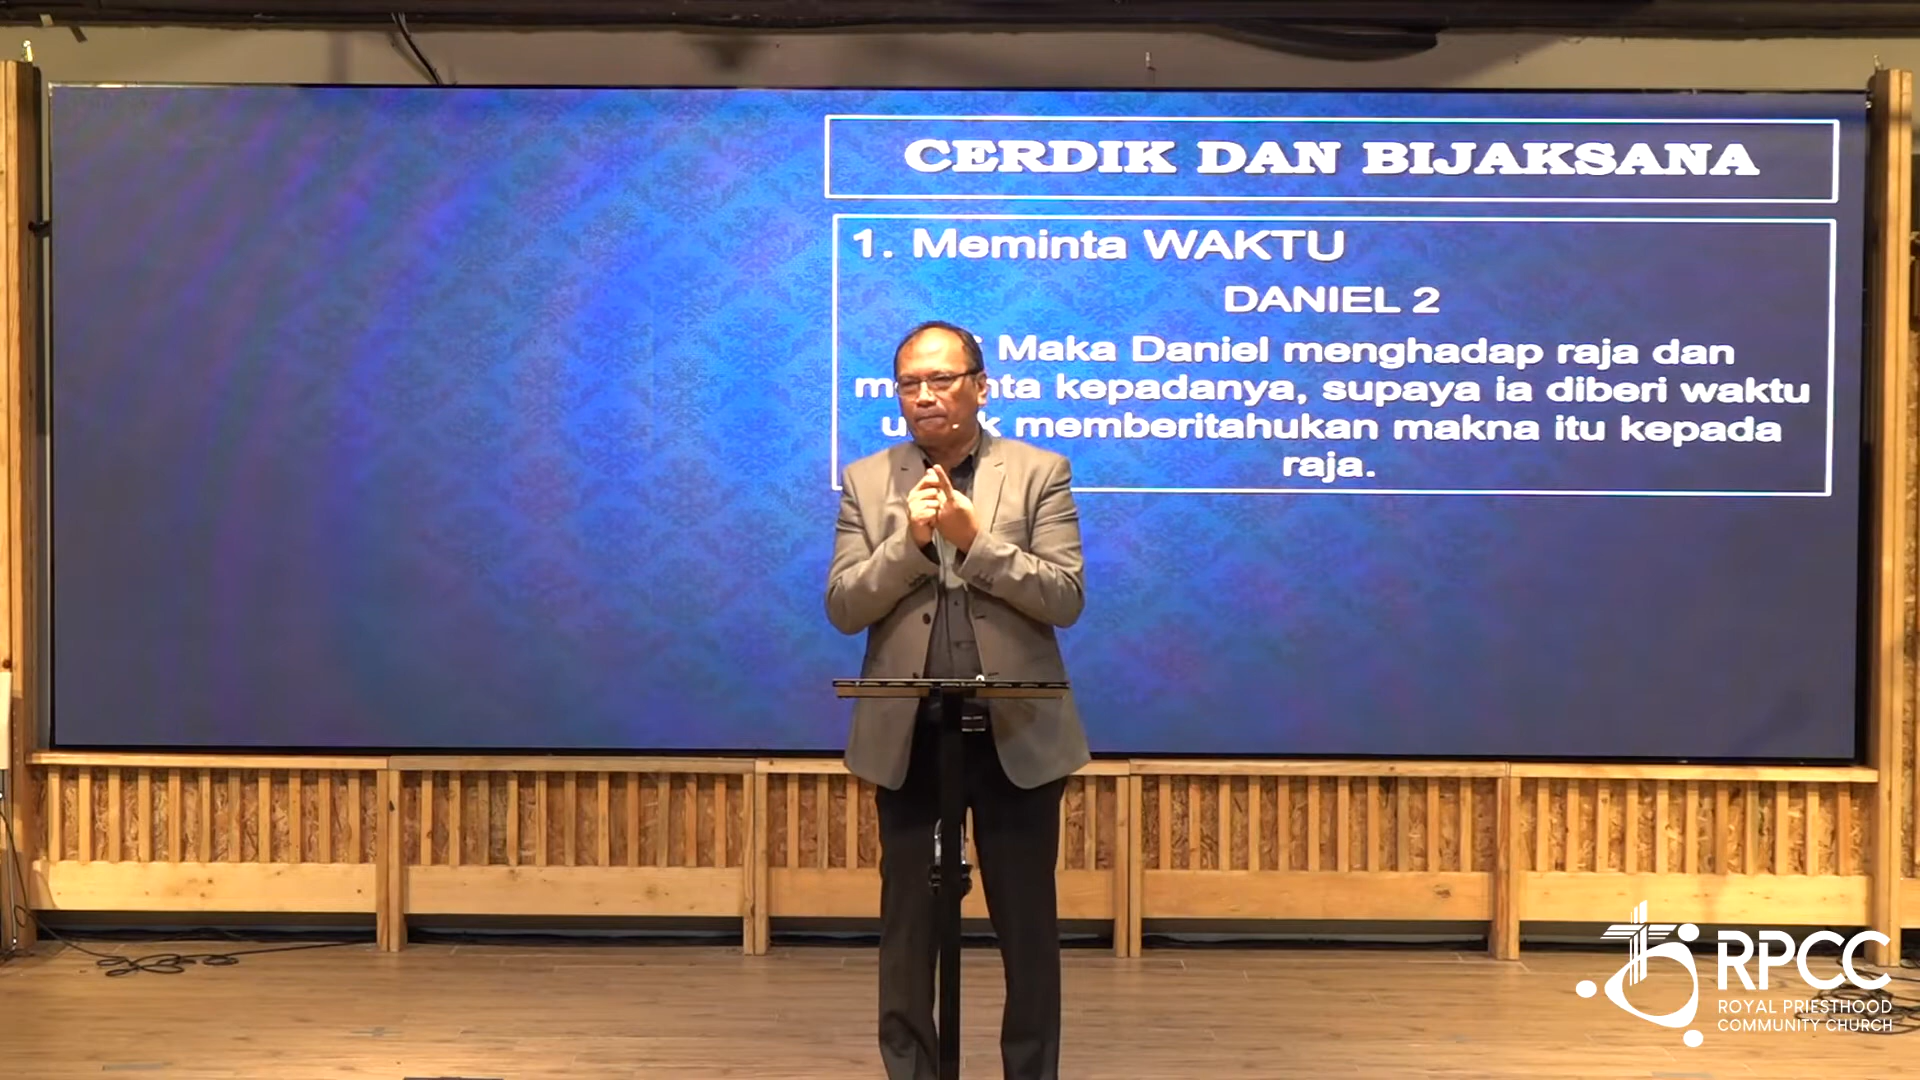 CERDIK DAN BIJAKSANA
1. Meminta WAKTU
DANIEL 2
Maka Daniel menghadap raja dan
kepadanya, supaya ia diberi waktu
memberitahukan makna itu kepada
raja.
RPCC
ROYAL PRIESTHOOD
COMMUNITY CHURCH